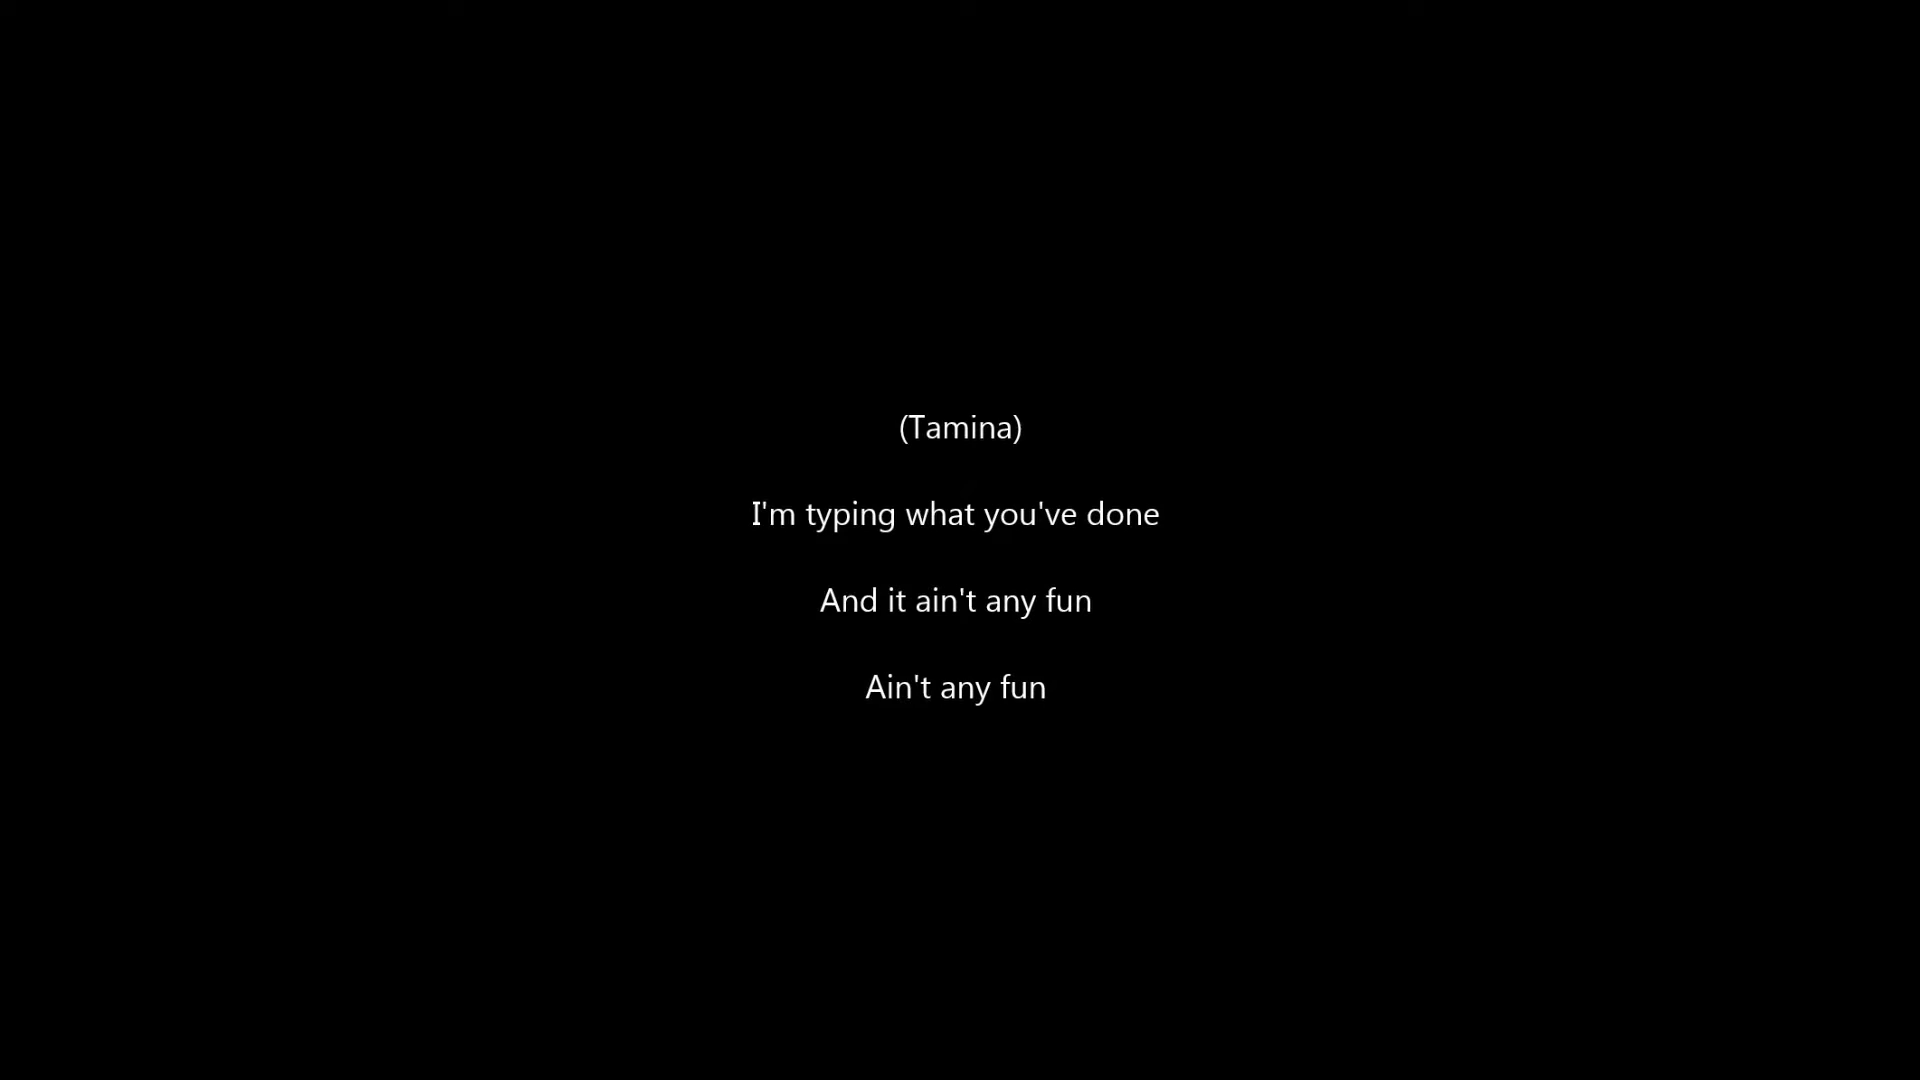 (Tamina)
I'm typing what you've done
And it ain't any fun
Ain't any fun